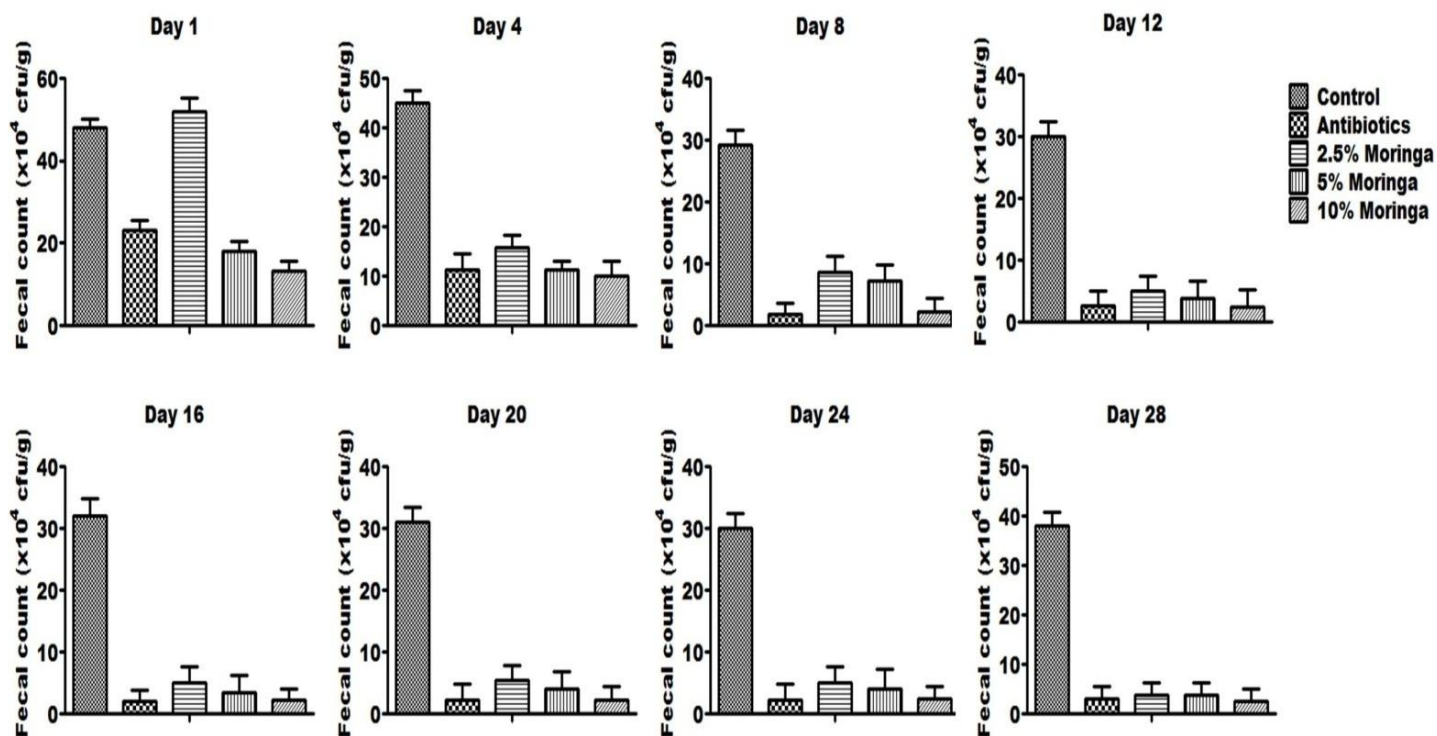 Day 1
Day 4
Day 8
Day 12
Fecal count (x10⁴ cfu/g)
60
40
20
0
Fecal count (x10⁴ cfu/g)
50
40
30
20
10
0
Fecal count (x10⁴ cfu/g)
40
30
20
10
0
Fecal count (x10⁴ cfu/g)
40
30
20
10
0
Control
Antibiotics
2.5% Moringa
5% Moringa
10% Moringa
Day 16
Day 20
Day 24
Day 28
Fecal count (x10⁴ cfu/g)
40
30
20
10
0
Fecal count (x10⁴ cfu/g)
40
30
20
10
0
Fecal count (x10⁴ cfu/g)
40
30
20
10
0
Fecal count (x10⁴ cfu/g)
50
40
30
20
10
0